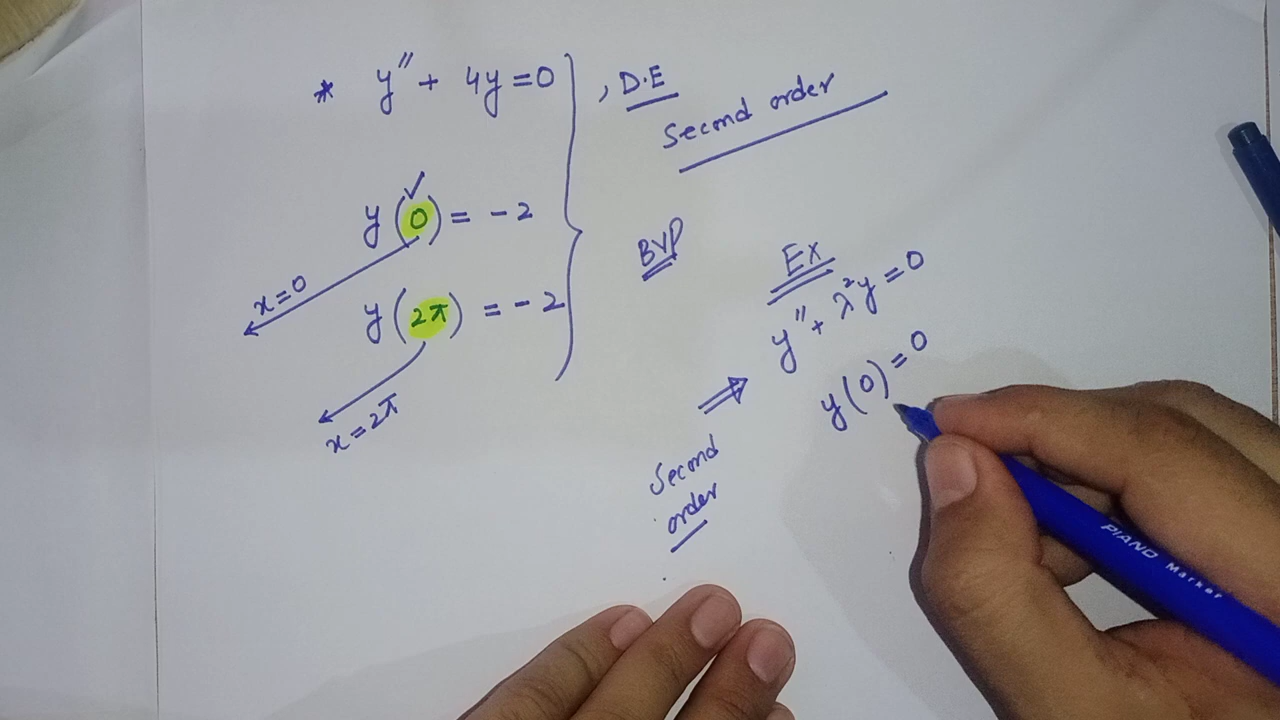 * y″ + 4y = 0 , D.E
Second order
y(0) = -2
x = 0
y(2π) = -2
x = 2π
BVP
Ex
y″ + λ²y = 0
y(0) = 0
⇒
Second
order
PIANO Marker